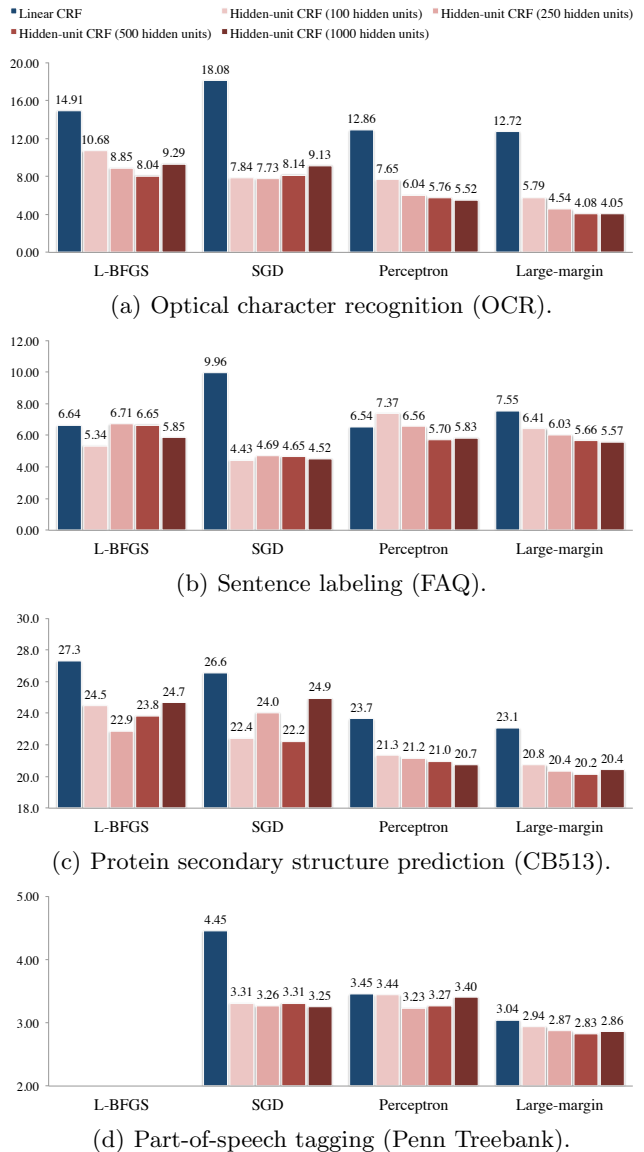 Linear CRF Hidden-unit CRF (100 hidden units) Hidden-unit CRF (250 hidden units)
Hidden-unit CRF (500 hidden units) Hidden-unit CRF (1000 hidden units)
20.00
16.00
12.00
8.00
4.00
0.00
14.91 10.68 8.85 8.04 9.29 18.08 7.84 7.73 8.14 9.13 12.86 7.65 6.04 5.76 5.52 12.72 5.79 4.54 4.08 4.05
L-BFGS SGD Perceptron Large-margin
(a) Optical character recognition (OCR).
12.00
10.00
8.00
6.00
4.00
2.00
0.00
6.64 5.34 6.71 6.65 5.85 9.96 4.43 4.69 4.65 4.52 6.54 7.37 6.56 5.70 5.83 7.55 6.41 6.03 5.66 5.57
L-BFGS SGD Perceptron Large-margin
(b) Sentence labeling (FAQ).
30.0
28.0
26.0
24.0
22.0
20.0
18.0
27.3 24.5 22.9 23.8 24.7 26.6 22.4 24.0 22.2 24.9 23.7 21.3 21.2 21.0 20.7 23.1 20.8 20.4 20.2 20.4
L-BFGS SGD Perceptron Large-margin
(c) Protein secondary structure prediction (CB513).
5.00
4.00
3.00
2.00
4.45 3.31 3.26 3.31 3.25 3.45 3.44 3.23 3.27 3.40 3.04 2.94 2.87 2.83 2.86
L-BFGS SGD Perceptron Large-margin
(d) Part-of-speech tagging (Penn Treebank).